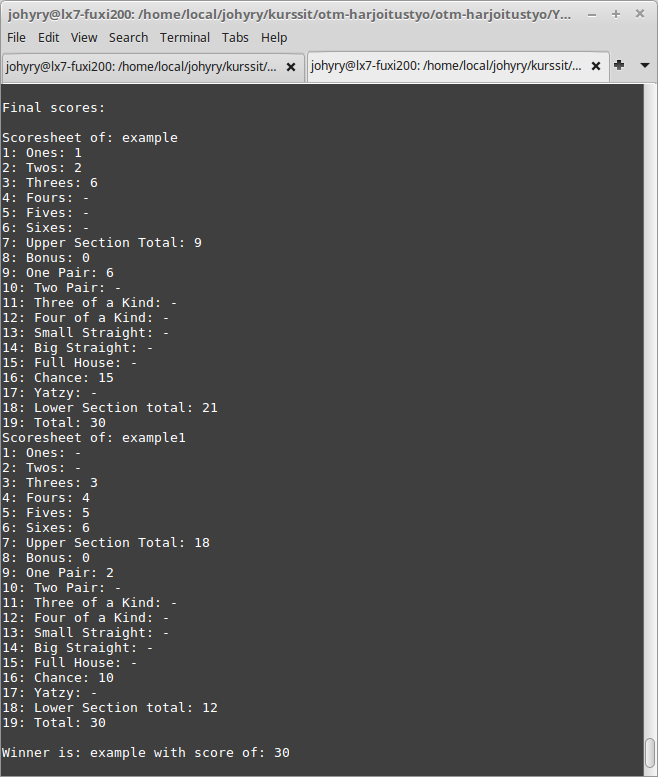 johyry@lx7-fuxi200: /home/local/johyry/kurssit/otm-harjoitustyo/otm-harjoitustyo/Y...
File Edit View Search Terminal Tabs Help
johyry@lx7-fuxi200: /home/local/johyry/kurssit/... johyry@lx7-fuxi200: /home/local/johyry/kurssit/...
Final scores:
Scoresheet of: example
1: Ones: 1
2: Twos: 2
3: Threes: 6
4: Fours: -
5: Fives: -
6: Sixes: -
7: Upper Section Total: 9
8: Bonus: 0
9: One Pair: 6
10: Two Pair: -
11: Three of a Kind: -
12: Four of a Kind: -
13: Small Straight: -
14: Big Straight: -
15: Full House: -
16: Chance: 15
17: Yatzy: -
18: Lower Section total: 21
19: Total: 30
Scoresheet of: example1
1: Ones: -
2: Twos: -
3: Threes: 3
4: Fours: 4
5: Fives: 5
6: Sixes: 6
7: Upper Section Total: 18
8: Bonus: 0
9: One Pair: 2
10: Two Pair: -
11: Three of a Kind: -
12: Four of a Kind: -
13: Small Straight: -
14: Big Straight: -
15: Full House: -
16: Chance: 10
17: Yatzy: -
18: Lower Section total: 12
19: Total: 30
Winner is: example with score of: 30